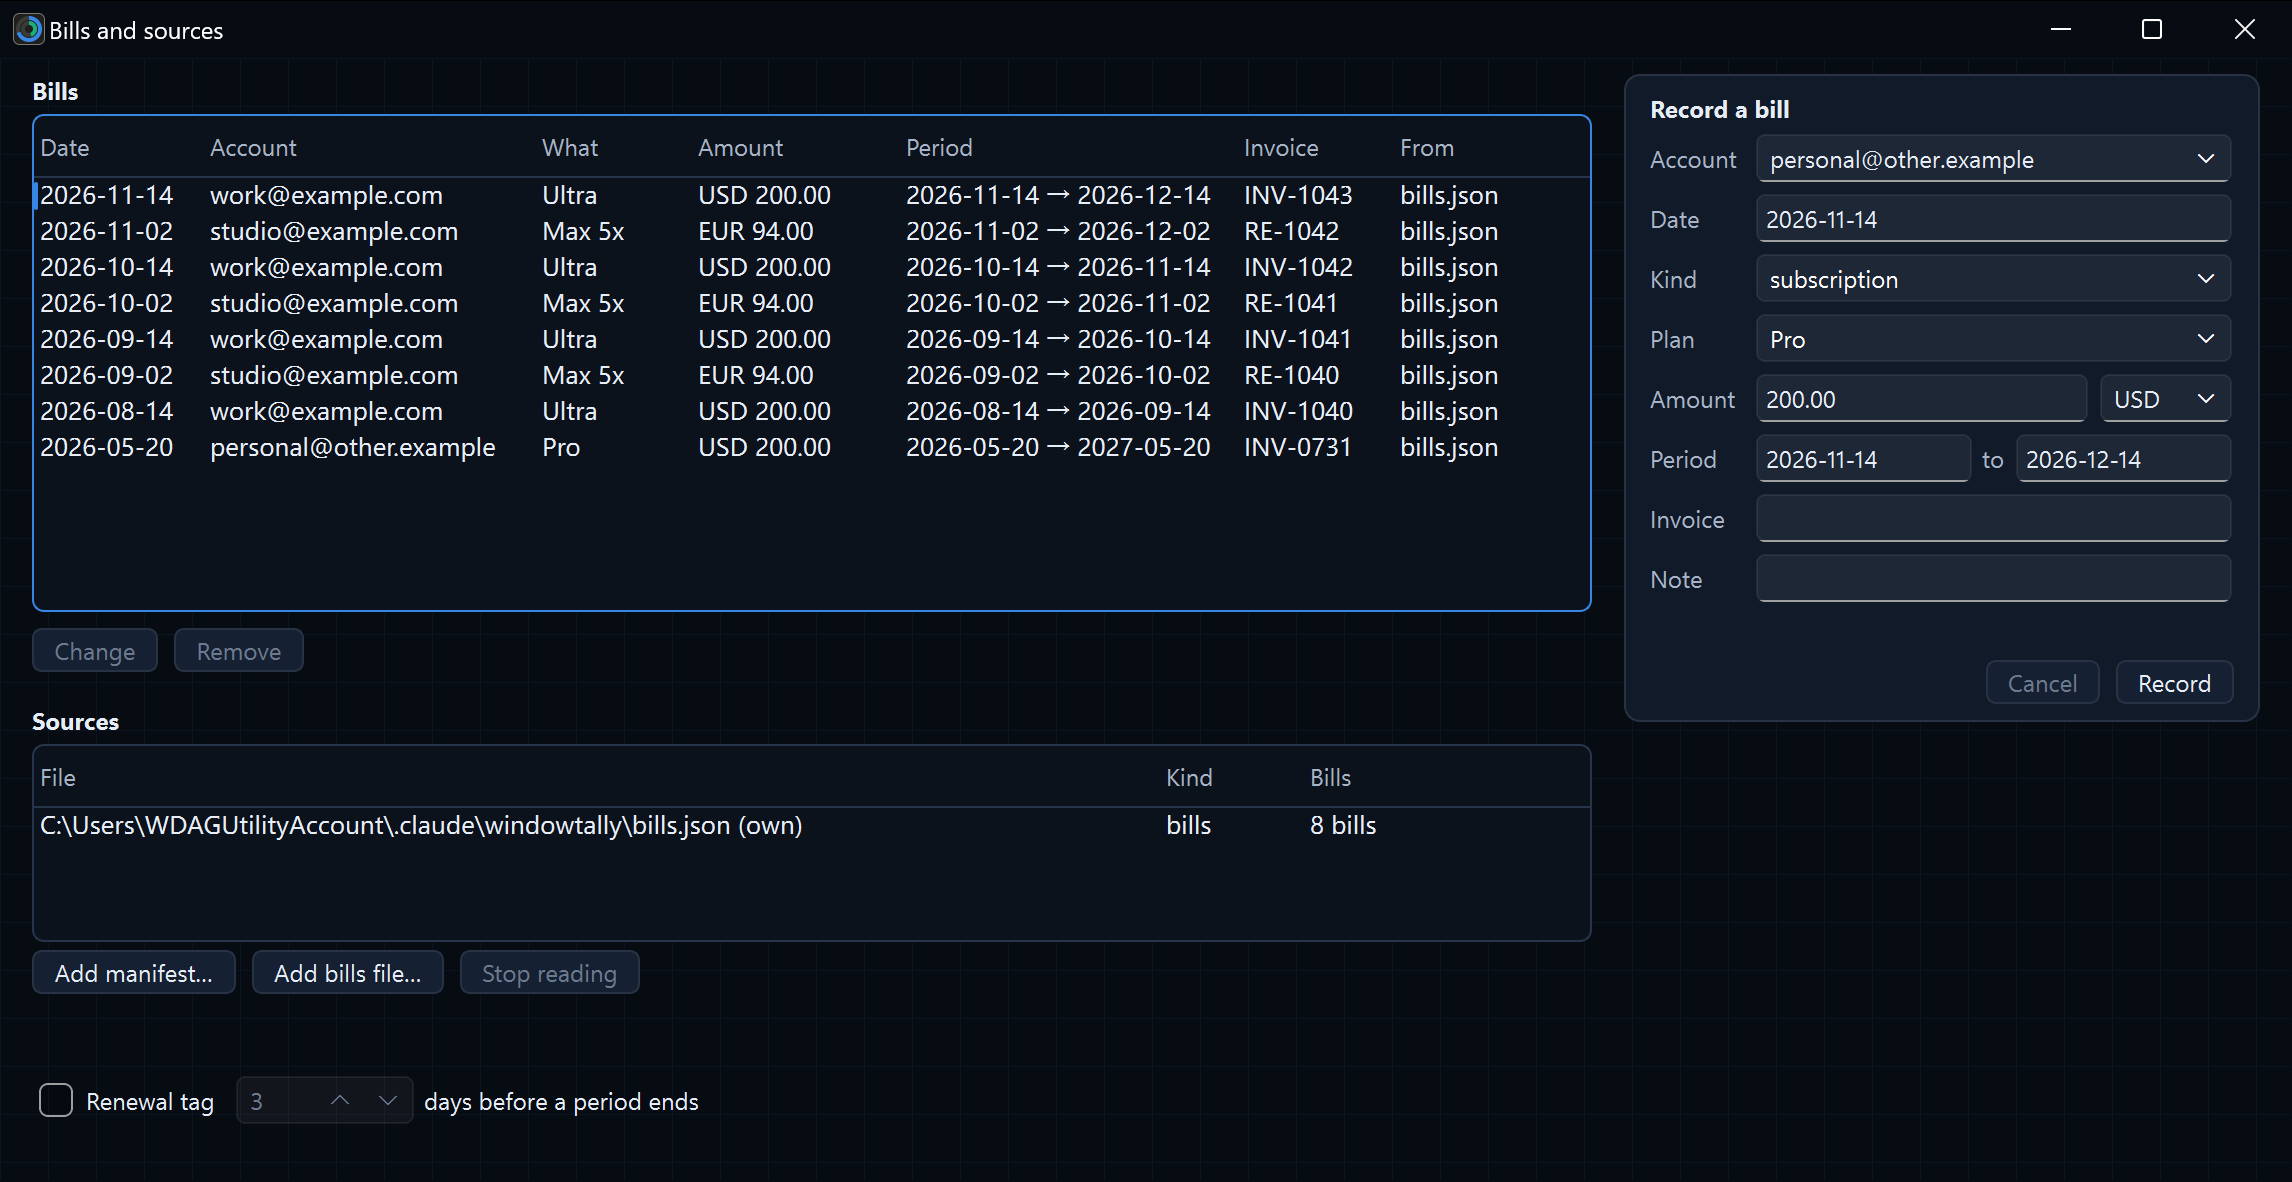 Bills and sources
Bills
Date Account What Amount Period Invoice From
2026-11-14 work@example.com Ultra USD 200.00 2026-11-14 → 2026-12-14 INV-1043 bills.json
2026-11-02 studio@example.com Max 5x EUR 94.00 2026-11-02 → 2026-12-02 RE-1042 bills.json
2026-10-14 work@example.com Ultra USD 200.00 2026-10-14 → 2026-11-14 INV-1042 bills.json
2026-10-02 studio@example.com Max 5x EUR 94.00 2026-10-02 → 2026-11-02 RE-1041 bills.json
2026-09-14 work@example.com Ultra USD 200.00 2026-09-14 → 2026-10-14 INV-1041 bills.json
2026-09-02 studio@example.com Max 5x EUR 94.00 2026-09-02 → 2026-10-02 RE-1040 bills.json
2026-08-14 work@example.com Ultra USD 200.00 2026-08-14 → 2026-09-14 INV-1040 bills.json
2026-05-20 personal@other.example Pro USD 200.00 2026-05-20 → 2027-05-20 INV-0731 bills.json
Change Remove
Sources
File Kind Bills
C:\Users\WDAGUtilityAccount\.claude\windowtally\bills.json (own) bills 8 bills
Add manifest... Add bills file... Stop reading
Renewal tag 3 days before a period ends
Record a bill
Account personal@other.example
Date 2026-11-14
Kind subscription
Plan Pro
Amount 200.00 USD
Period 2026-11-14 to 2026-12-14
Invoice
Note
Cancel Record